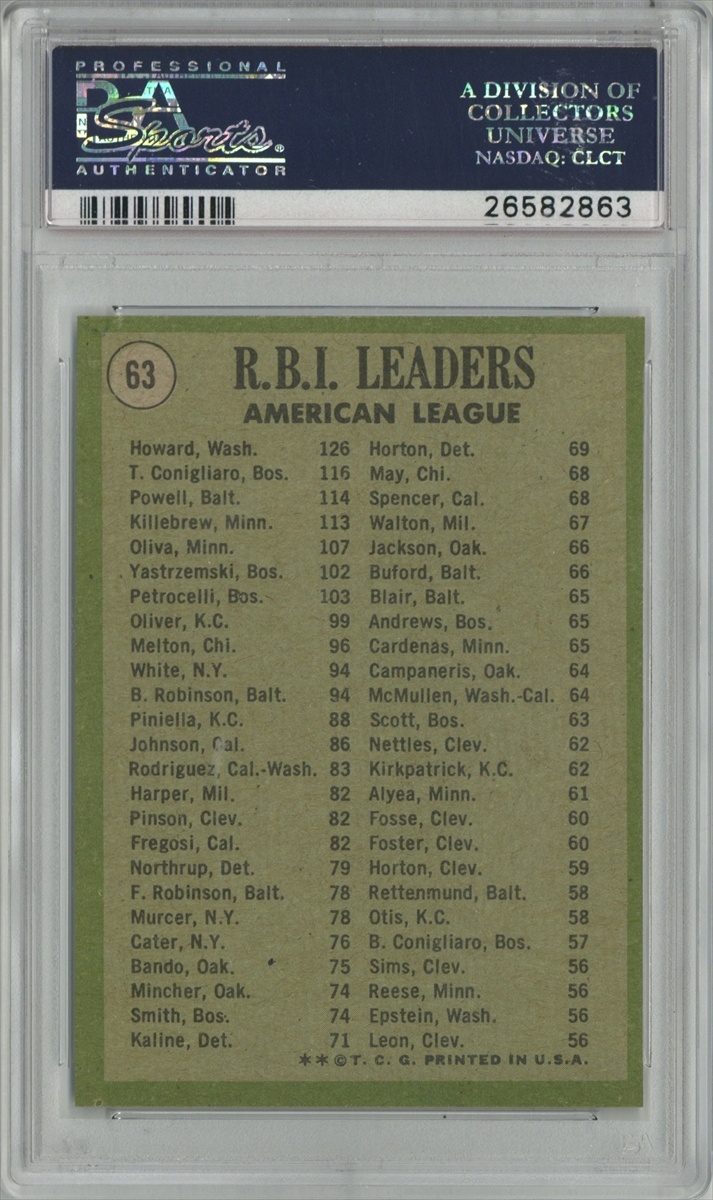 PROFESSIONAL
PSA
Sports®
AUTHENTICATOR
A DIVISION OF
COLLECTORS
UNIVERSE
NASDAQ: CLCT
26582863
63
R.B.I. LEADERS
AMERICAN LEAGUE
Howard, Wash. 126
T. Conigliaro, Bos. 116
Powell, Balt. 114
Killebrew, Minn. 113
Oliva, Minn. 107
Yastrzemski, Bos. 102
Petrocelli, Bos. 103
Oliver, K.C. 99
Melton, Chi. 96
White, N.Y. 94
B. Robinson, Balt. 94
Piniella, K.C. 88
Johnson, Cal. 86
Rodriguez, Cal.-Wash. 83
Harper, Mil. 82
Pinson, Clev. 82
Fregosi, Cal. 82
Northrup, Det. 79
F. Robinson, Balt. 78
Murcer, N.Y. 78
Cater, N.Y. 76
Bando, Oak. 75
Mincher, Oak. 74
Smith, Bos. 74
Kaline, Det. 71
Horton, Det. 69
May, Chi. 68
Spencer, Cal. 68
Walton, Mil. 67
Jackson, Oak. 66
Buford, Balt. 66
Blair, Balt. 65
Andrews, Bos. 65
Cardenas, Minn. 65
Campaneris, Oak. 64
McMullen, Wash.-Cal. 64
Scott, Bos. 63
Nettles, Clev. 62
Kirkpatrick, K.C. 62
Alyea, Minn. 61
Fosse, Clev. 60
Foster, Clev. 60
Horton, Clev. 59
Rettenmund, Balt. 58
Otis, K.C. 58
B. Conigliaro, Bos. 57
Sims, Clev. 56
Reese, Minn. 56
Epstein, Wash. 56
Leon, Clev. 56
**©T. C. G. PRINTED IN U.S.A.